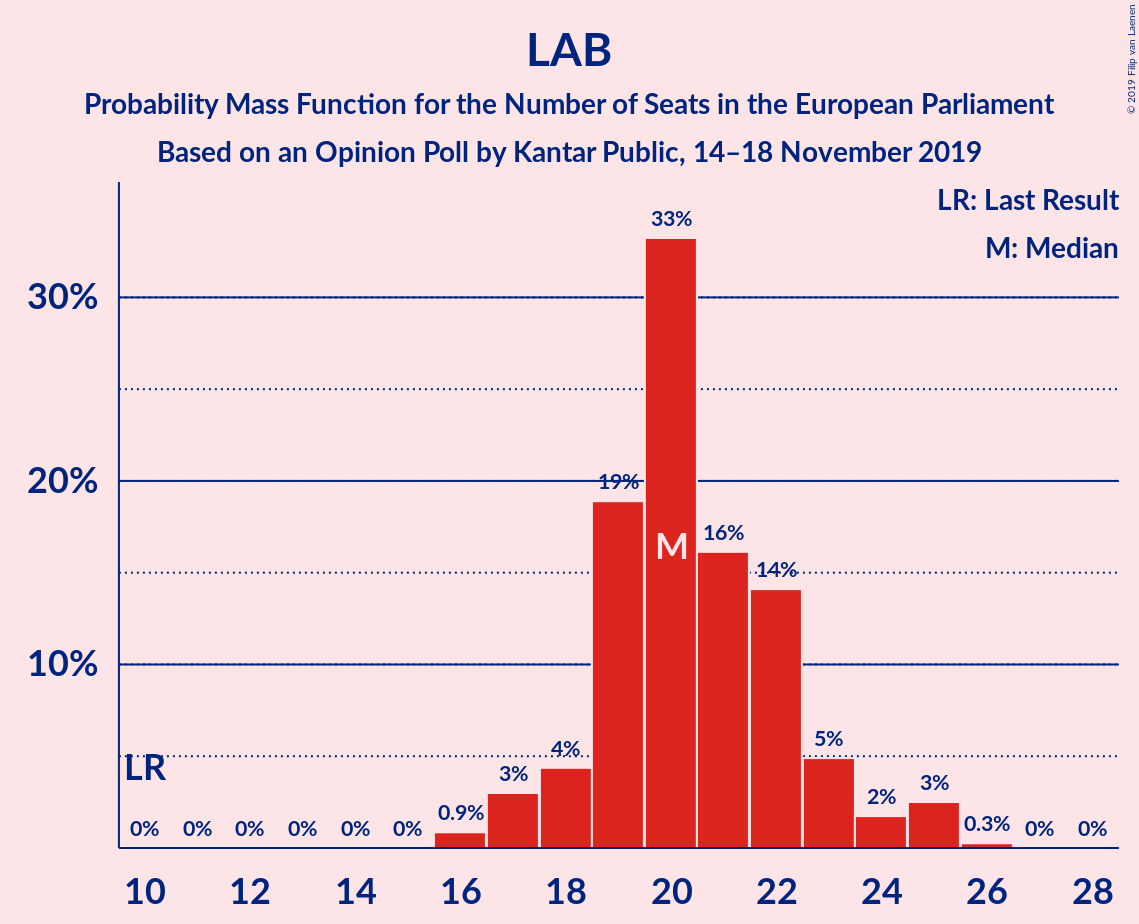 LAB
Probability Mass Function for the Number of Seats in the European Parliament
Based on an Opinion Poll by Kantar Public, 14–18 November 2019
© 2019 Filip van Laenen
LR: Last Result
M: Median
33%
30%
20%
19%
M
16%
14%
10%
LR
5%
4%
3%
2%
3%
0.9%
0.3%
0% 0% 0% 0% 0% 0% 0% 0%
10 12 14 16 18 20 22 24 26 28